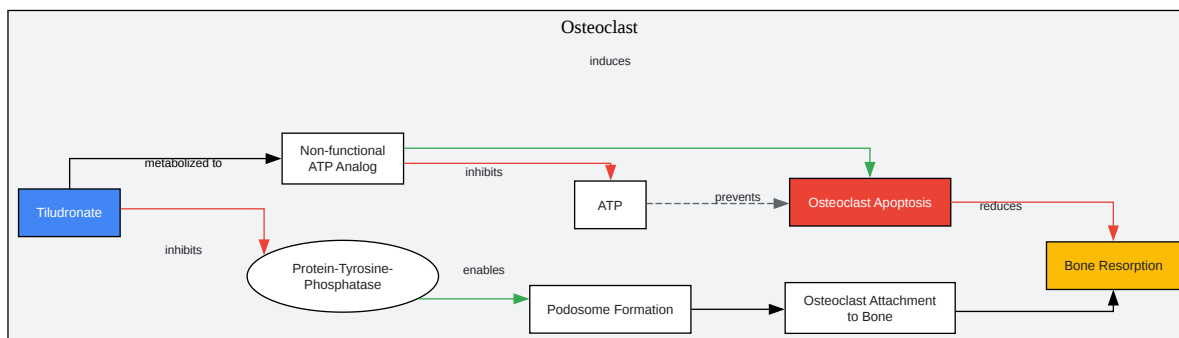 Osteoclast
induces
Non-functional
ATP Analog
metabolized to
inhibits
Tiludronate
ATP
prevents
Osteoclast Apoptosis
reduces
inhibits
Protein-Tyrosine-
Phosphatase
enables
Bone Resorption
Podosome Formation
Osteoclast Attachment
to Bone